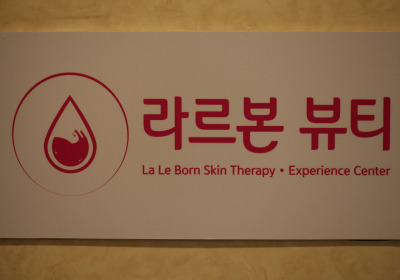 라르본 뷰티
La Le Born Skin Therapy • Experience Center